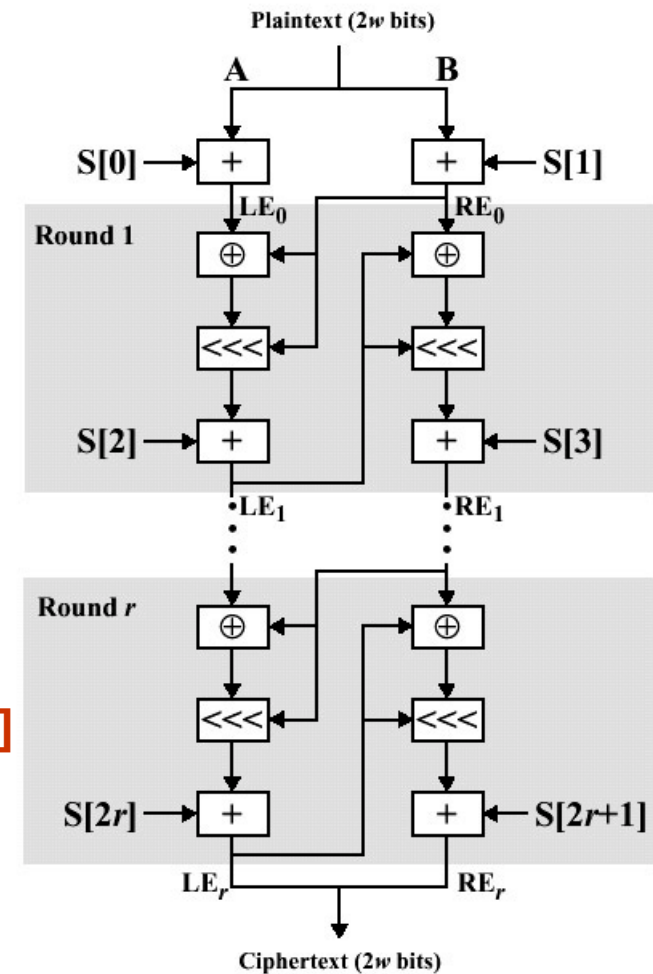 Plaintext (2w bits)
A B
S[0] + + S[1]
LE₀ RE₀
Round 1
⊕ ⊕
<<< <<<
S[2] + + S[3]
LE₁ RE₁
Round r
⊕ ⊕
]
<<< <<<
S[2r] + + S[2r+1]
LEᵣ REᵣ
Ciphertext (2w bits)